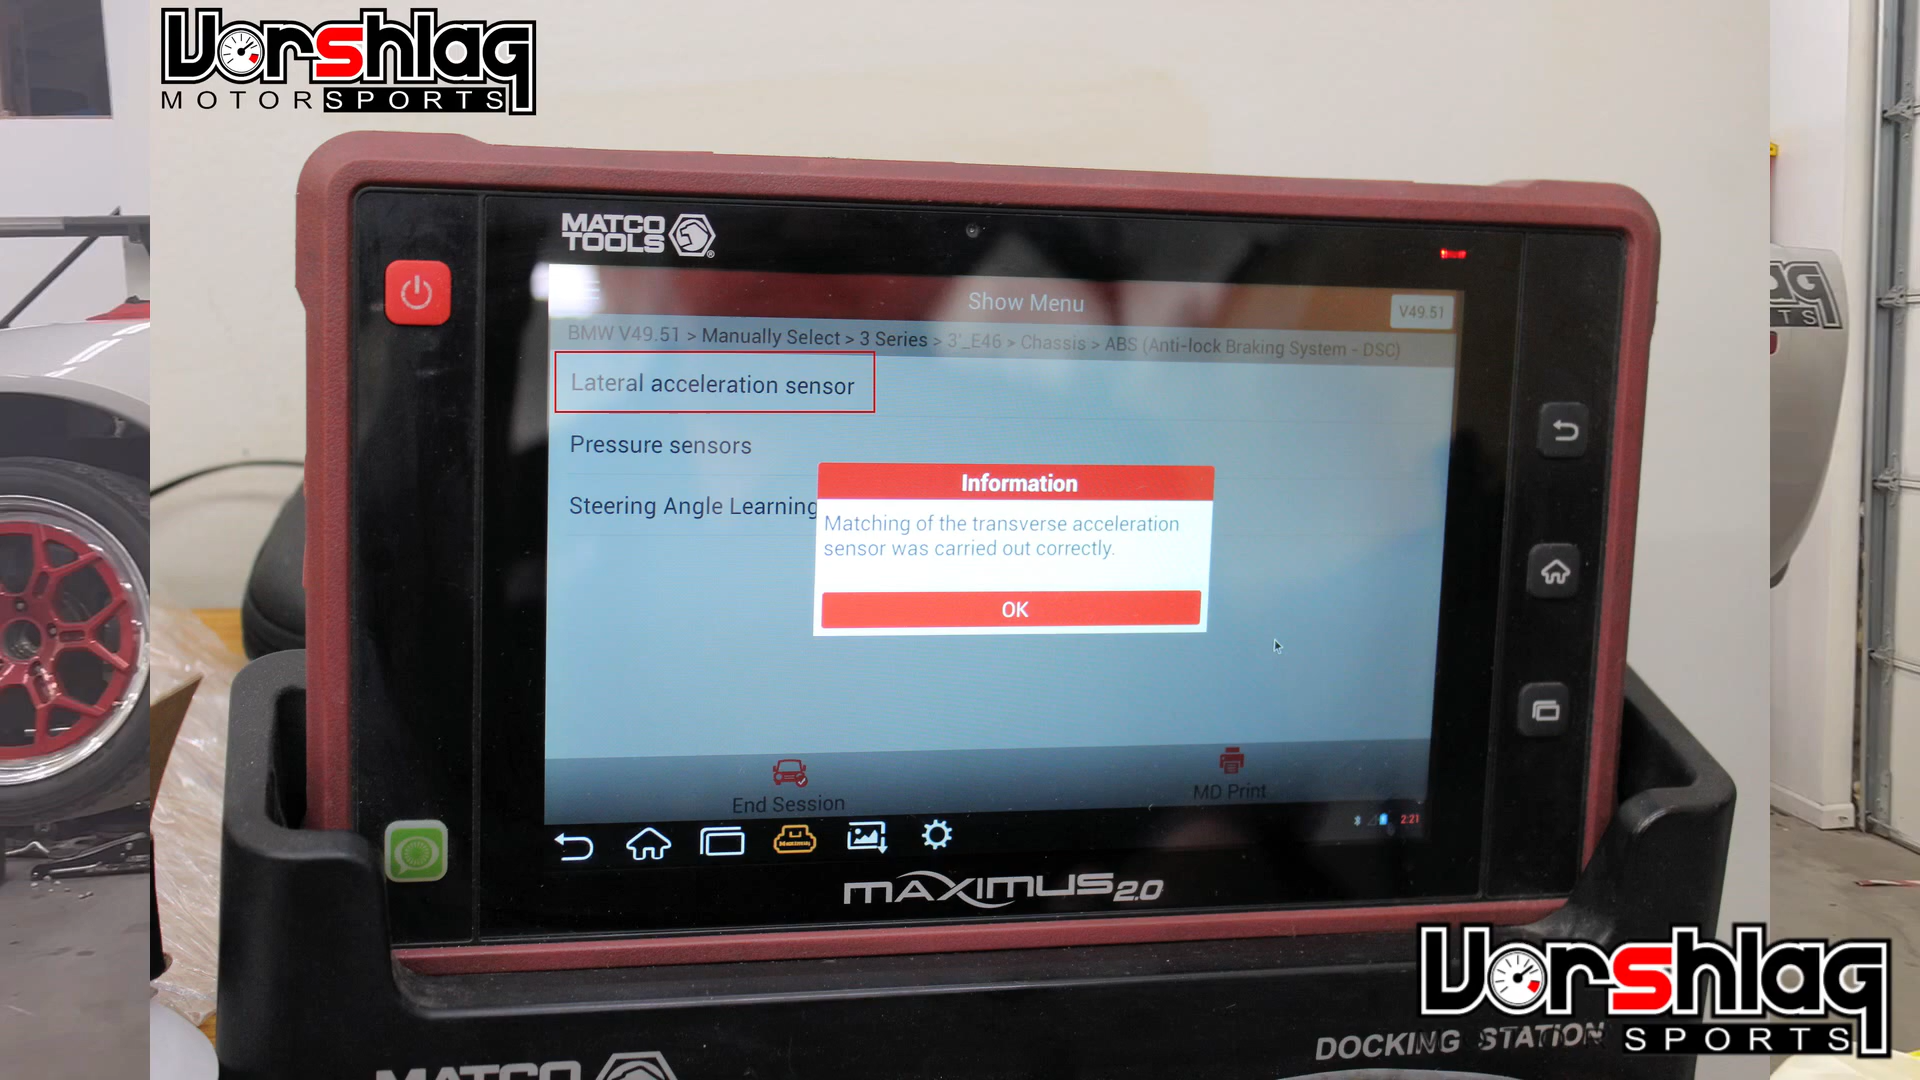 Vorshlag
MOTORSPORTS
MATCO
TOOLS
Show Menu
V49.51
BMW V49.51 > Manually Select > 3 Series > 3'_E46 > Chassis > ABS (Anti-lock Braking System - DSC)
Lateral acceleration sensor
Pressure sensors
Steering Angle Learning
Information
Matching of the transverse acceleration
sensor was carried out correctly.
OK
End Session
MD Print
2:21
MAXIMUS 2.0
Vorshlag
SPORTS
DOCKING STATION
MATCO